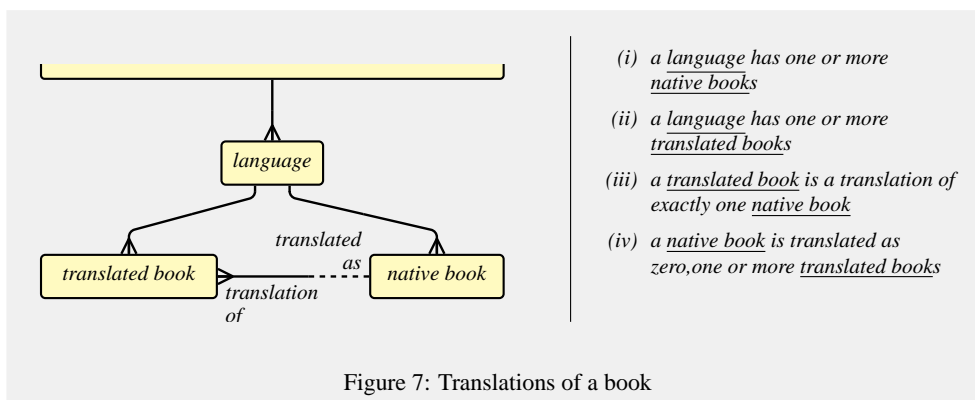 language
translated book
translated
as
native book
translation
of
(i) a language has one or more
native books
(ii) a language has one or more
translated books
(iii) a translated book is a translation of
exactly one native book
(iv) a native book is translated as
zero,one or more translated books
Figure 7: Translations of a book